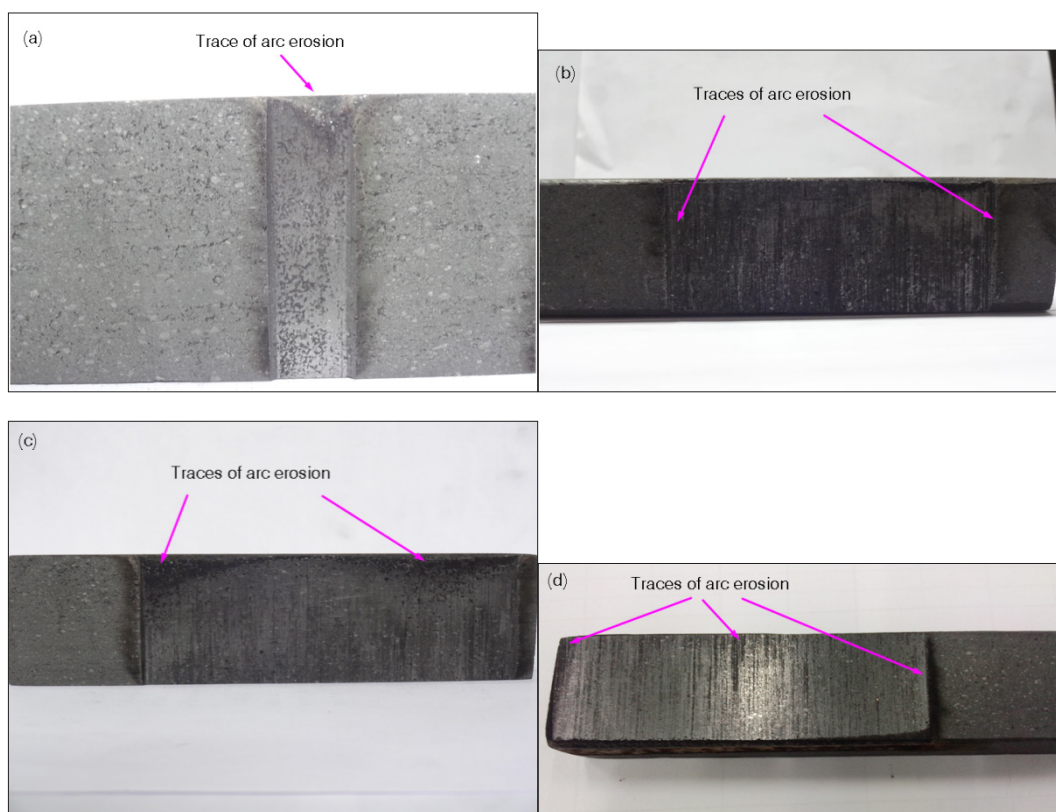 (a)
Trace of arc erosion
(b)
Traces of arc erosion
(c)
Traces of arc erosion
(d)
Traces of arc erosion